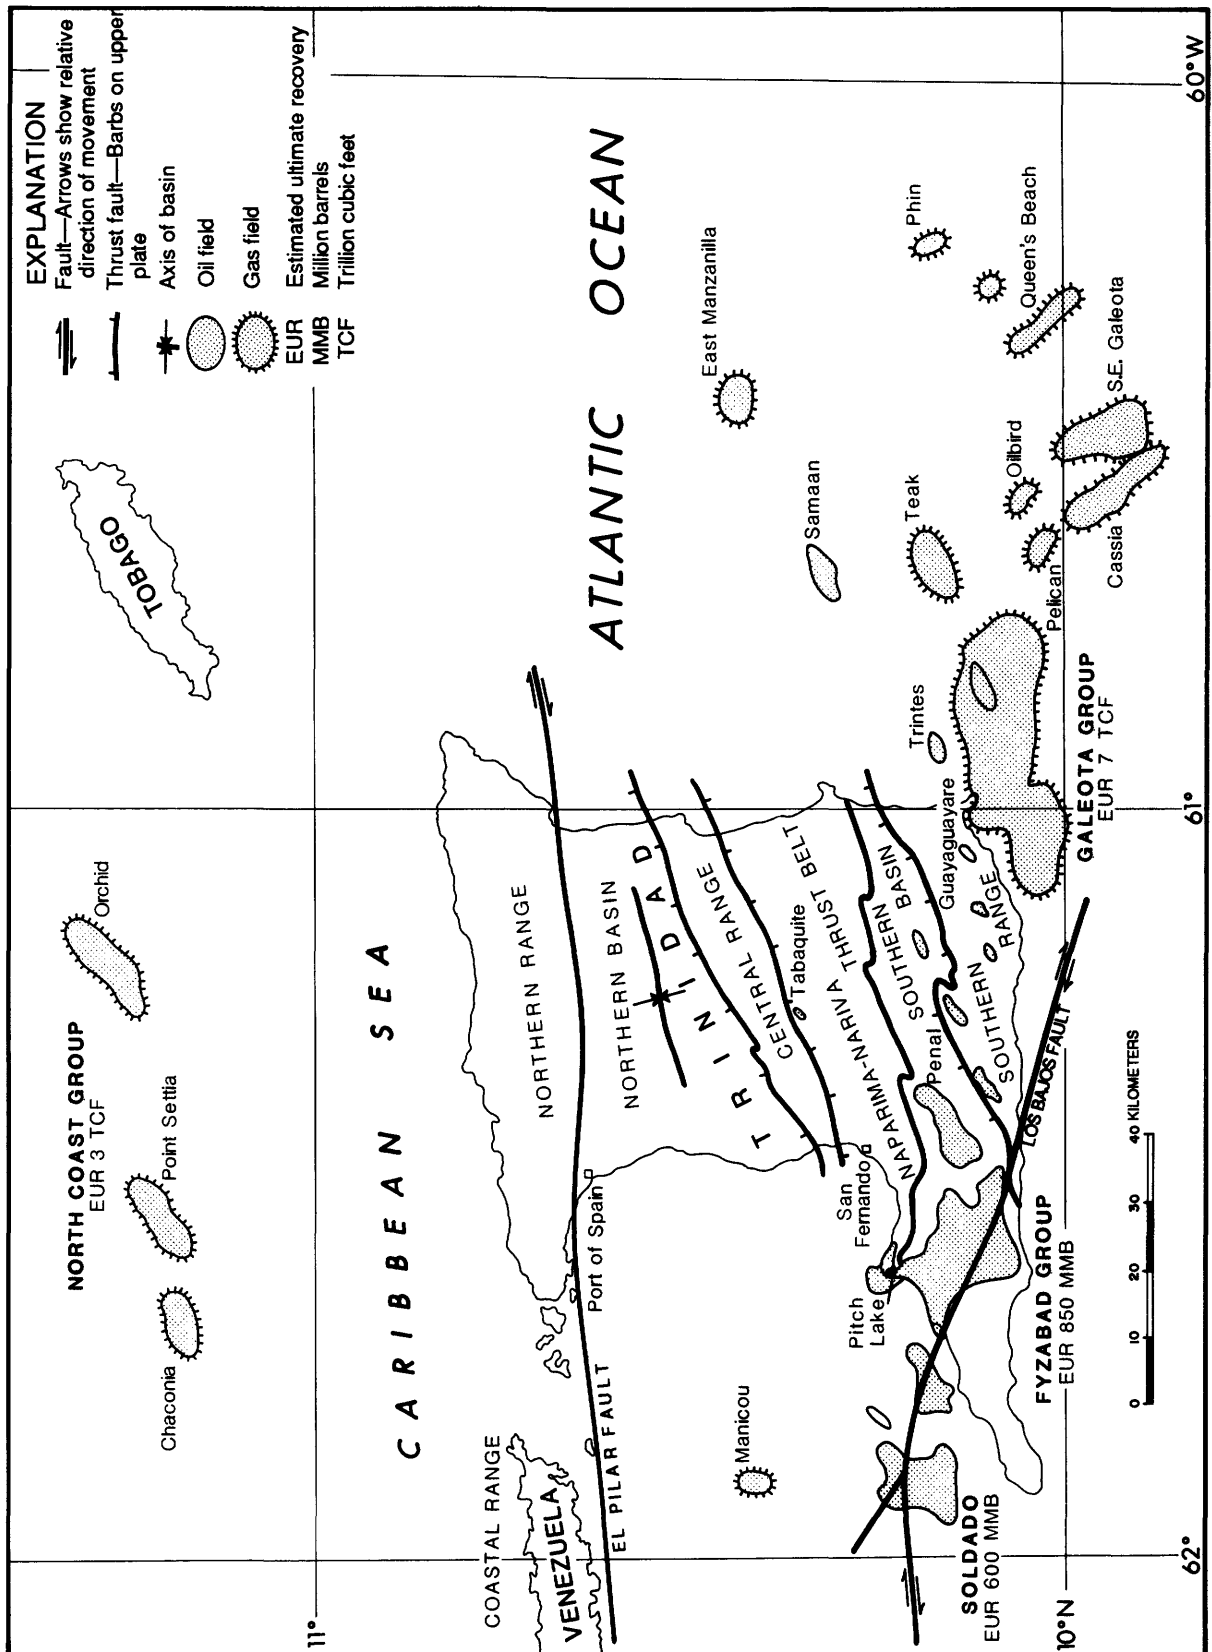 EXPLANATION
Fault—Arrows show relative
direction of movement
Thrust fault—Barbs on upper
plate
Axis of basin
Oil field
Gas field
EUR Estimated ultimate recovery
MMB Million barrels
TCF Trillion cubic feet
TOBAGO
NORTH COAST GROUP
EUR 3 TCF
Orchid
Point Settia
Chaconia
CARIBBEAN SEA
ATLANTIC OCEAN
11°
10°N
62°
61°
60°W
COASTAL RANGE
VENEZUELA
EL PILAR FAULT
Port of Spain
NORTHERN RANGE
NORTHERN BASIN
TRINIDAD
CENTRAL RANGE
Tabaquite
NAPARIMA-NARIVA THRUST BELT
SOUTHERN BASIN
SOUTHERN RANGE
San
Fernando
Penal
Pitch
Lake
Manicou
Guayaguayare
Trintes
East Manzanilla
Samaan
Teak
Phin
Queen's Beach
Oilbird
S.E. Galeota
Pelican
Cassia
GALEOTA GROUP
EUR 7 TCF
LOS BAJOS FAULT
FYZABAD GROUP
EUR 850 MMB
SOLDADO
EUR 600 MMB
0 10 20 30 40 KILOMETERS